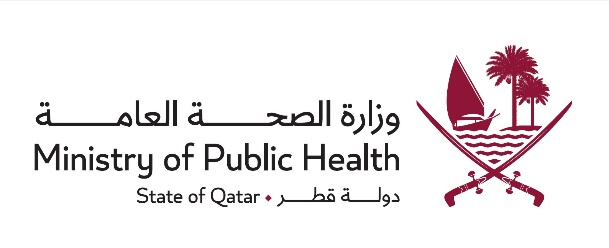 وزارة الصحة العامة
Ministry of Public Health
State of Qatar • دولة قطر